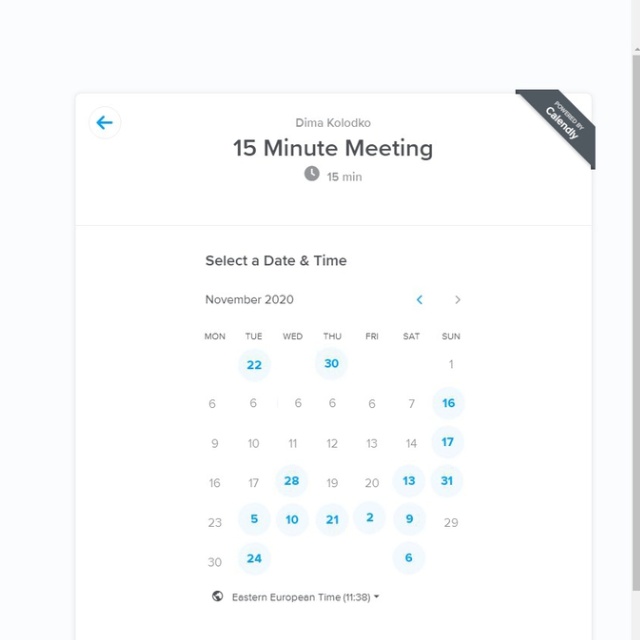 POWERED BY
Calendly
Dima Kolodko
15 Minute Meeting
15 min
Select a Date & Time
November 2020
MON TUE WED THU FRI SAT SUN
22 30 1
6 6 6 6 6 7 16
9 10 11 12 13 14 17
16 17 28 19 20 13 31
23 5 10 21 2 9 29
30 24 6
Eastern European Time (11:38)